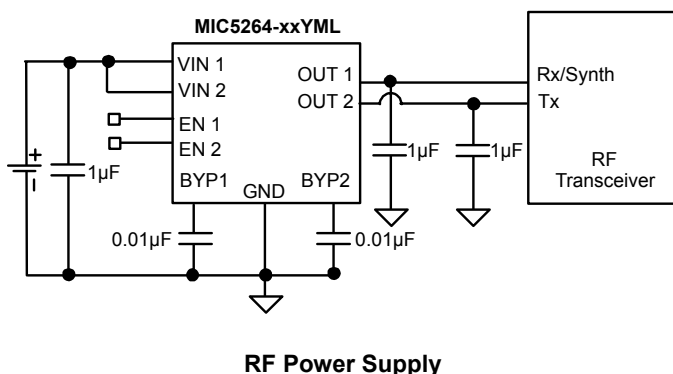 MIC5264-xxYML
VIN 1
VIN 2
EN 1
EN 2
OUT 1
OUT 2
BYP1
GND
BYP2
Rx/Synth
Tx
RF
Transceiver
+
-
1µF
1µF
1µF
0.01µF
0.01µF
RF Power Supply